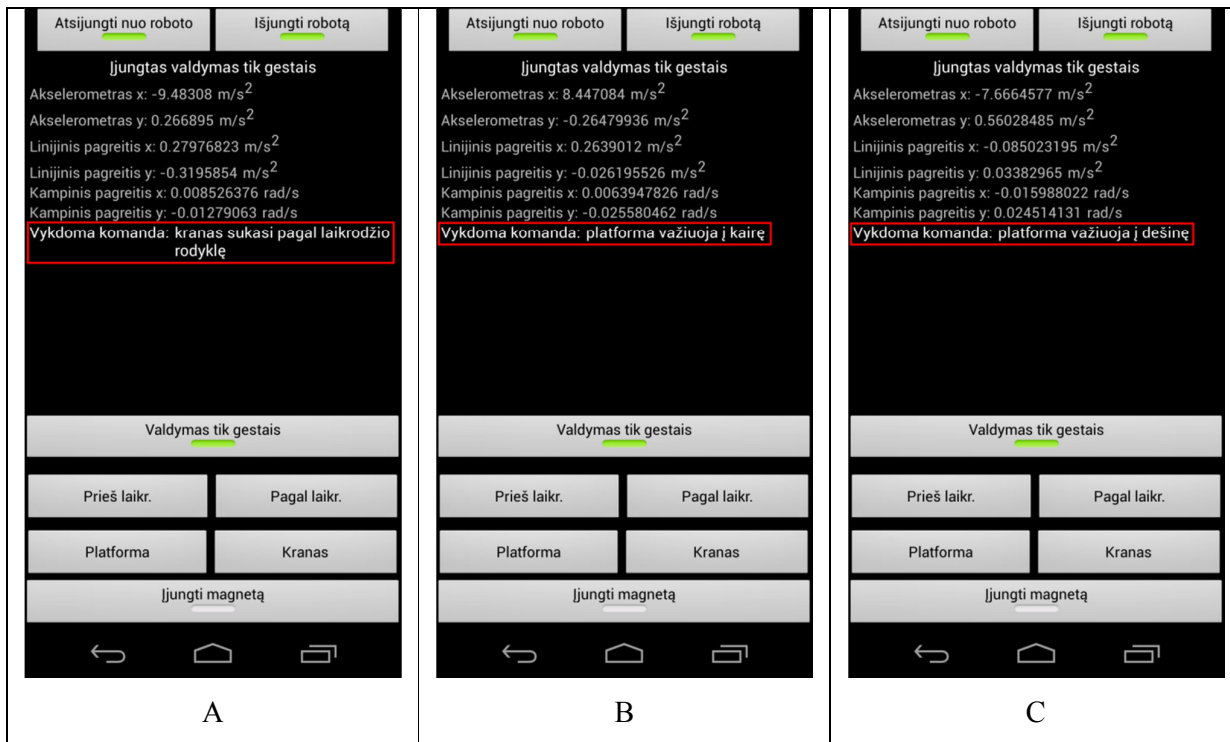 Atsijungti nuo roboto
Išjungti robotą
Įjungtas valdymas tik gestais
Akselerometras x: -9.48308 m/s²
Akselerometras y: 0.266895 m/s²
Linijinis pagreitis x: 0.27976823 m/s²
Linijinis pagreitis y: -0.3195854 m/s²
Kampinis pagreitis x: 0.008526376 rad/s
Kampinis pagreitis y: -0.01279063 rad/s
Vykdoma komanda: kranas sukasi pagal laikrodžio
rodyklę
Valdymas tik gestais
Prieš laikr.
Pagal laikr.
Platforma
Kranas
Įjungti magnetą
A
Atsijungti nuo roboto
Išjungti robotą
Įjungtas valdymas tik gestais
Akselerometras x: 8.447084 m/s²
Akselerometras y: -0.26479936 m/s²
Linijinis pagreitis x: 0.2639012 m/s²
Linijinis pagreitis y: -0.026195526 m/s²
Kampinis pagreitis x: 0.0063947826 rad/s
Kampinis pagreitis y: -0.025580462 rad/s
Vykdoma komanda: platforma važiuoja į kairę
Valdymas tik gestais
Prieš laikr.
Pagal laikr.
Platforma
Kranas
Įjungti magnetą
B
Atsijungti nuo roboto
Išjungti robotą
Įjungtas valdymas tik gestais
Akselerometras x: -7.6664577 m/s²
Akselerometras y: 0.56028485 m/s²
Linijinis pagreitis x: -0.085023195 m/s²
Linijinis pagreitis y: 0.03382965 m/s²
Kampinis pagreitis x: -0.015988022 rad/s
Kampinis pagreitis y: 0.024514131 rad/s
Vykdoma komanda: platforma važiuoja į dešinę
Valdymas tik gestais
Prieš laikr.
Pagal laikr.
Platforma
Kranas
Įjungti magnetą
C